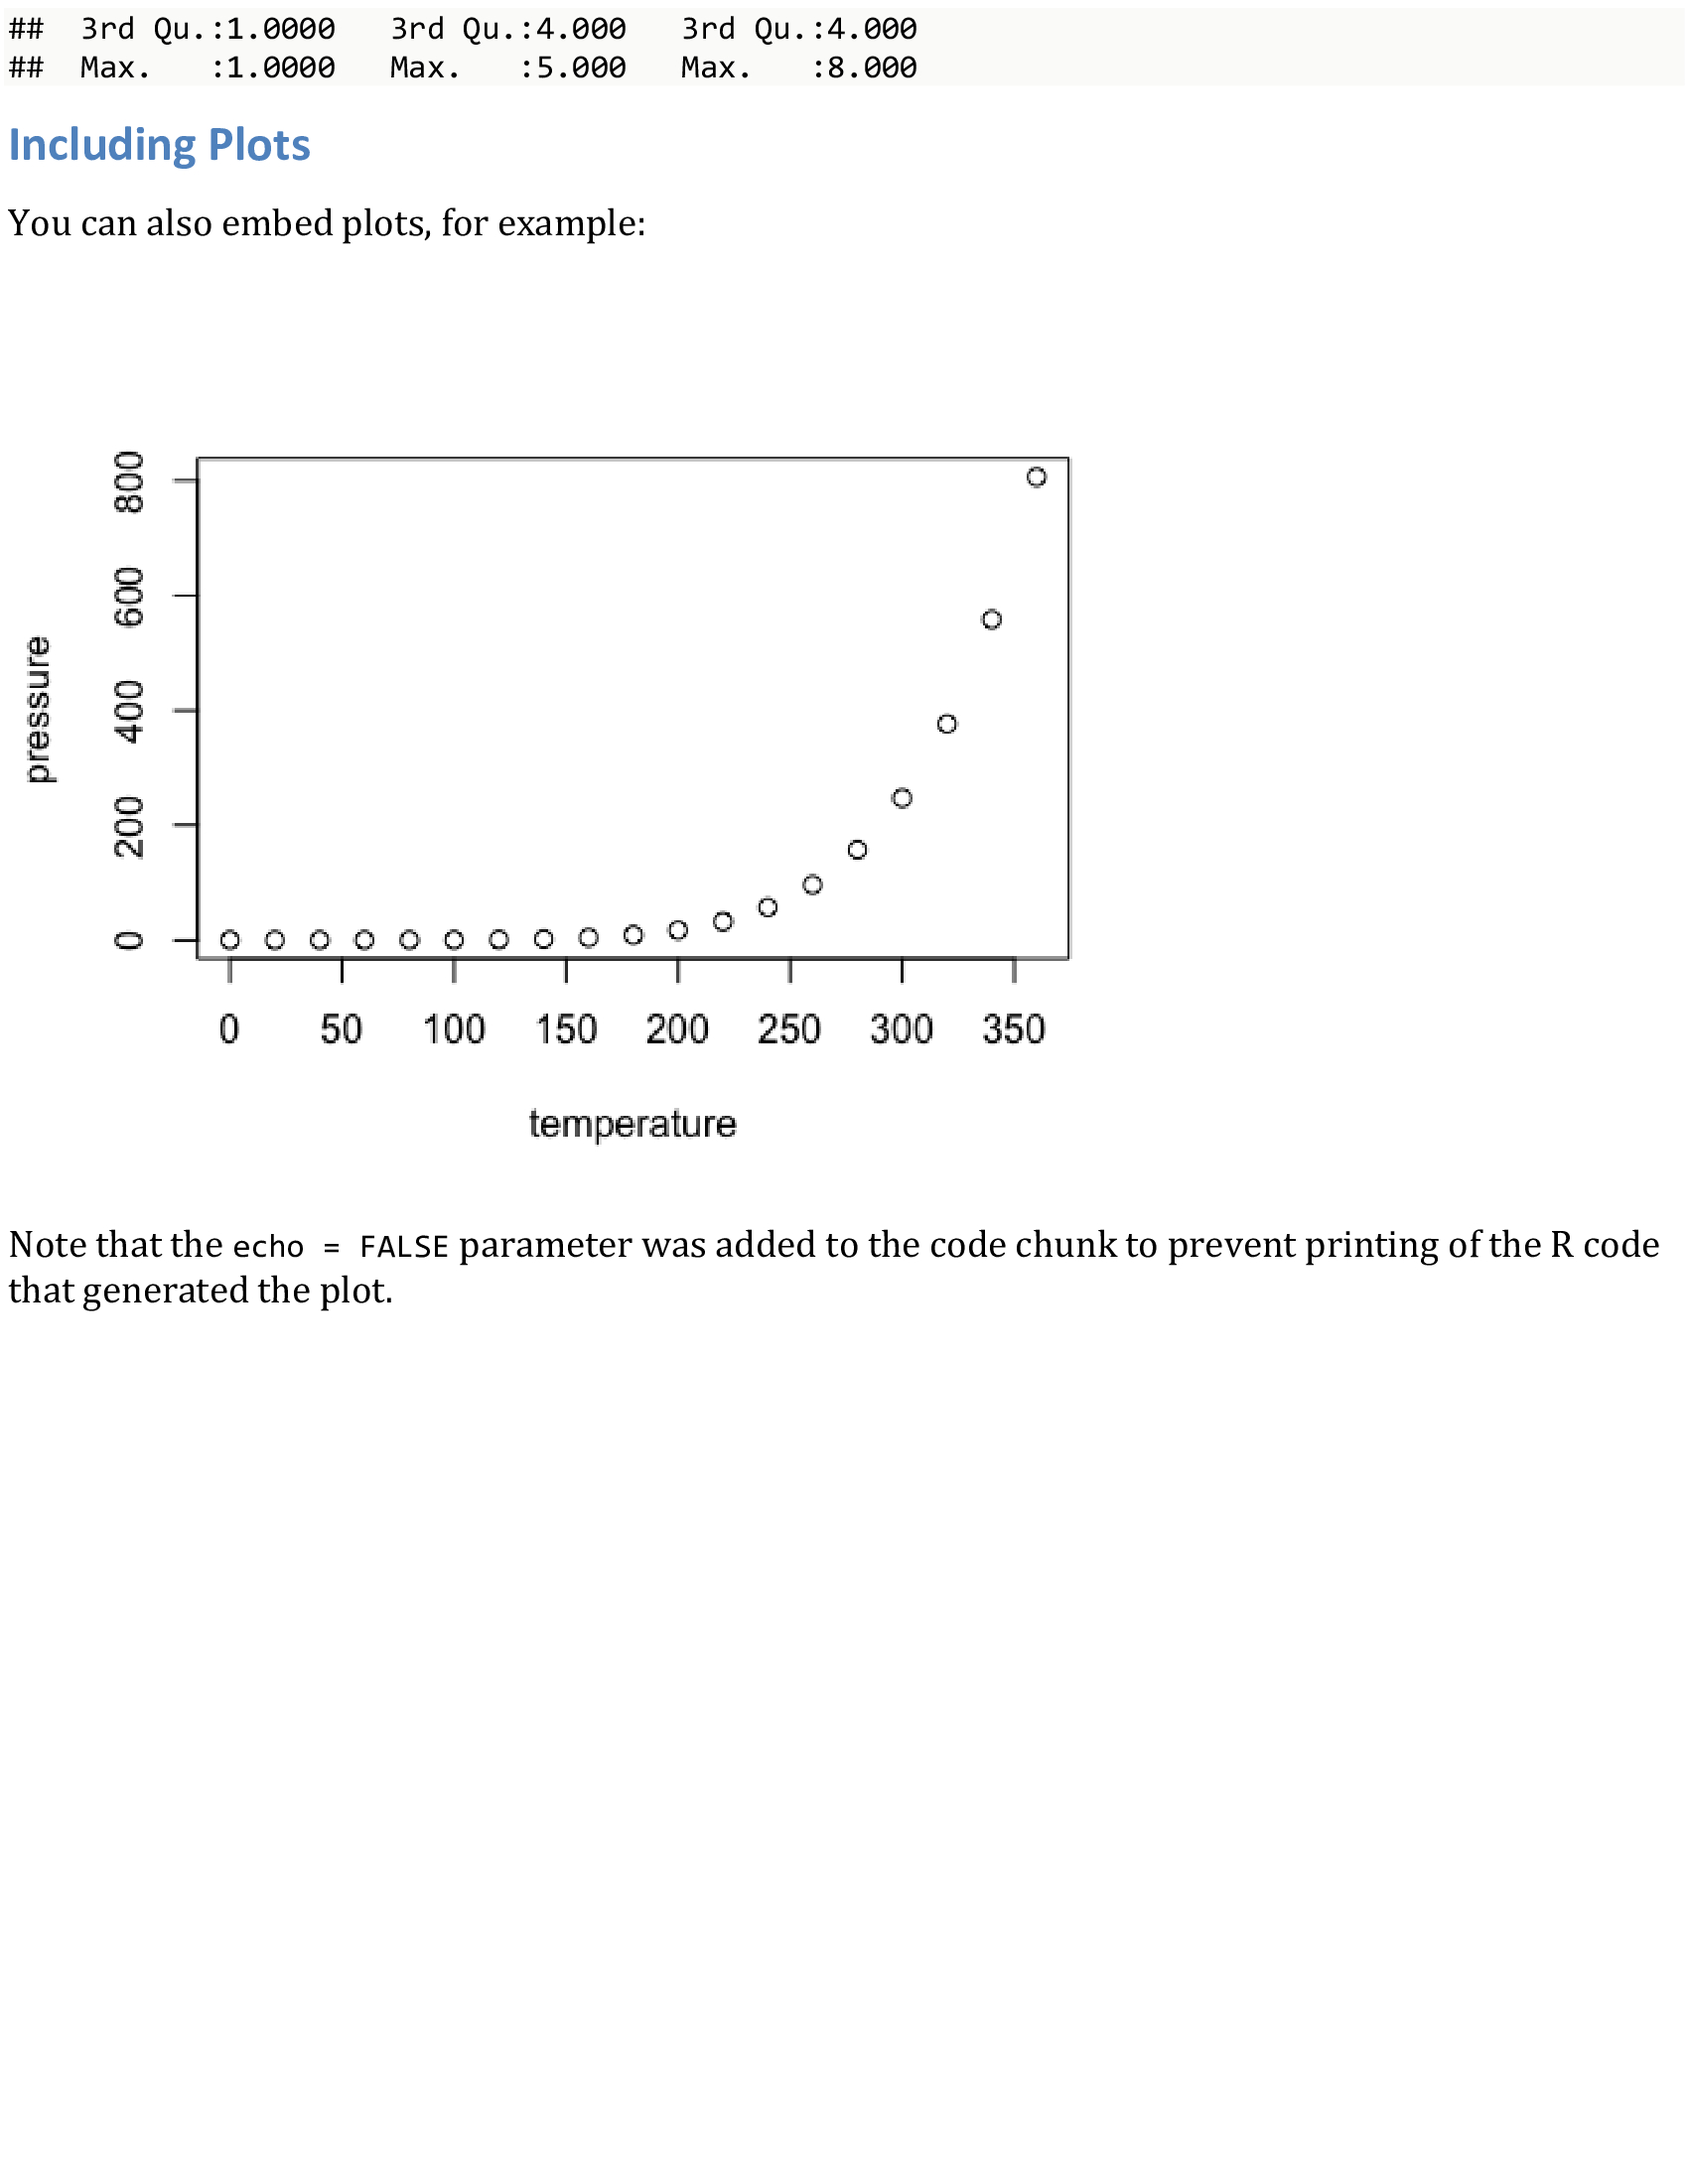 ##  3rd Qu.:1.0000   3rd Qu.:4.000   3rd Qu.:4.000
##  Max.   :1.0000   Max.   :5.000   Max.   :8.000
Including Plots
You can also embed plots, for example:
800
600
400
200
0
pressure
0 50 100 150 200 250 300 350
temperature
Note that the echo = FALSE parameter was added to the code chunk to prevent printing of the R code
that generated the plot.